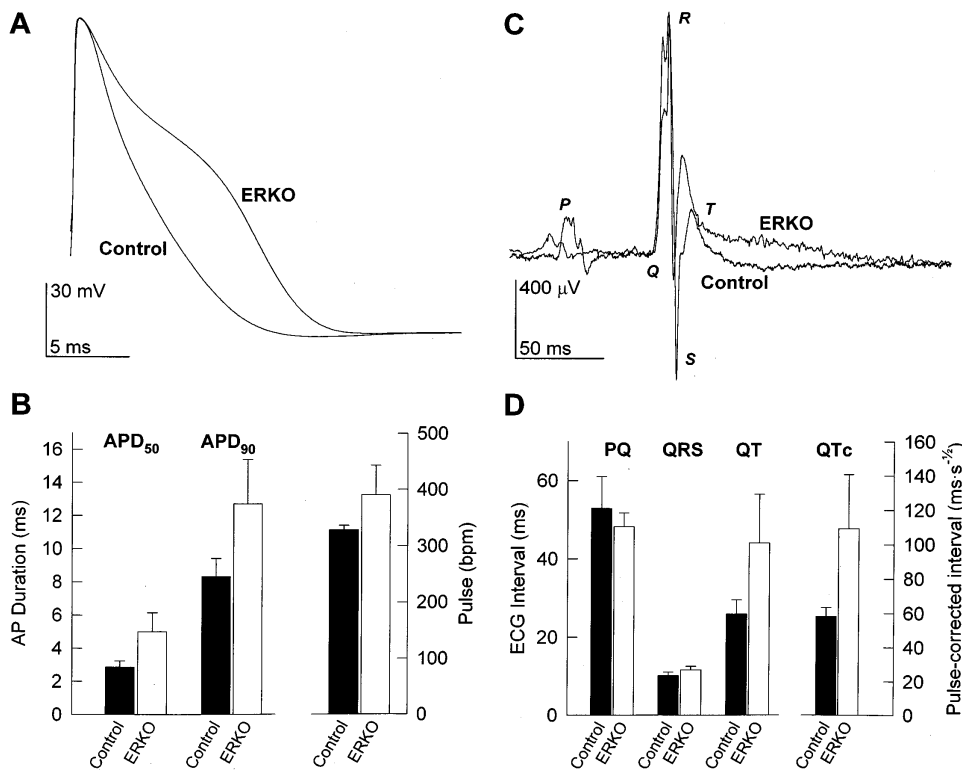 A
ERKO
Control
30 mV
5 ms
C
R
P
T
ERKO
Q
Control
400 μV
50 ms
S
B
APD50
APD90
16
14
12
10
8
6
4
2
0
AP Duration (ms)
500
400
300
200
100
0
Pulse (bpm)
Control
ERKO
Control
ERKO
Control
ERKO
D
PQ
QRS
QT
QTc
60
40
20
0
ECG Interval (ms)
160
140
120
100
80
60
40
20
0
Pulse-corrected interval (ms·s-½)
Control
ERKO
Control
ERKO
Control
ERKO
Control
ERKO